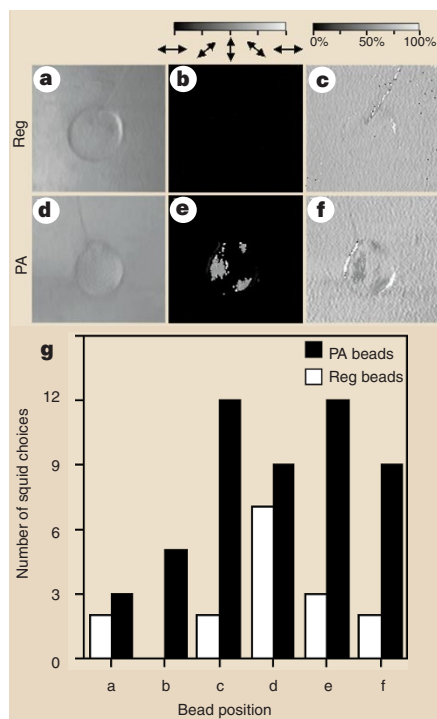 0% 50% 100%
a b c
Reg
d e f
PA
g
PA beads
Reg beads
Number of squid choices
12
9
6
3
0
a b c d e f
Bead position